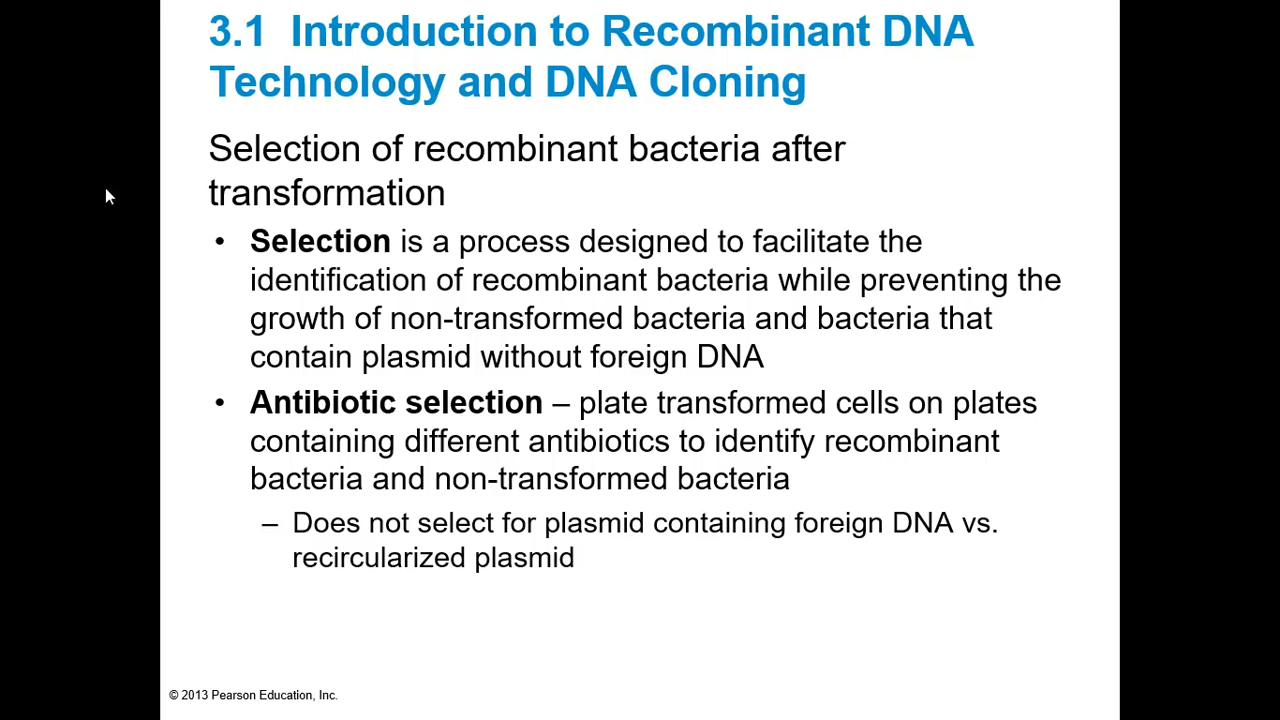 3.1 Introduction to Recombinant DNA
Technology and DNA Cloning
Selection of recombinant bacteria after
transformation
• Selection is a process designed to facilitate the
identification of recombinant bacteria while preventing the
growth of non-transformed bacteria and bacteria that
contain plasmid without foreign DNA
• Antibiotic selection – plate transformed cells on plates
containing different antibiotics to identify recombinant
bacteria and non-transformed bacteria
– Does not select for plasmid containing foreign DNA vs.
recircularized plasmid
© 2013 Pearson Education, Inc.